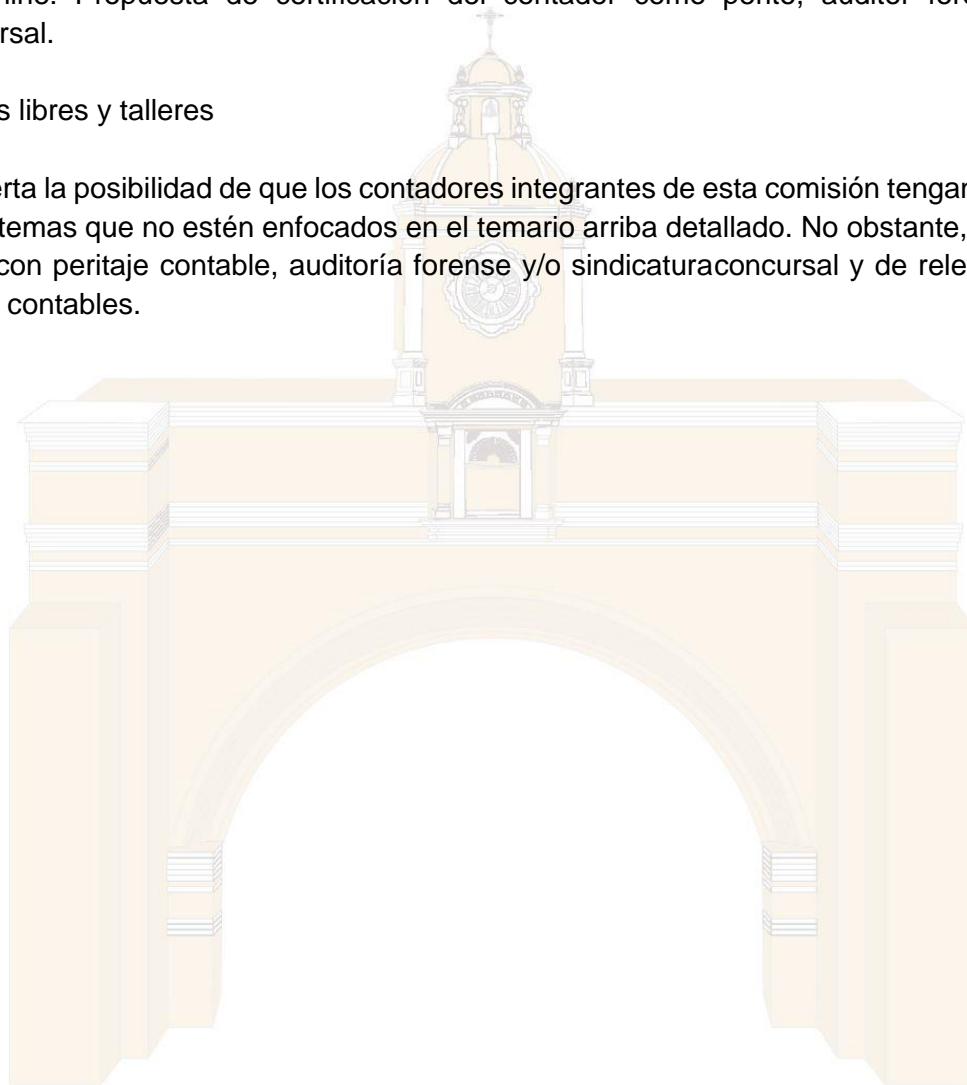 Propuesta de certificación del contador como perito, auditor
rsal.
s libres y talleres
erta la posibilidad de que los contadores integrantes de esta comisión tengan
temas que no estén enfocados en el temario arriba detallado. No obstante,
con peritaje contable, auditoría forense y/o sindicaturaconcursal y de rele
contables.